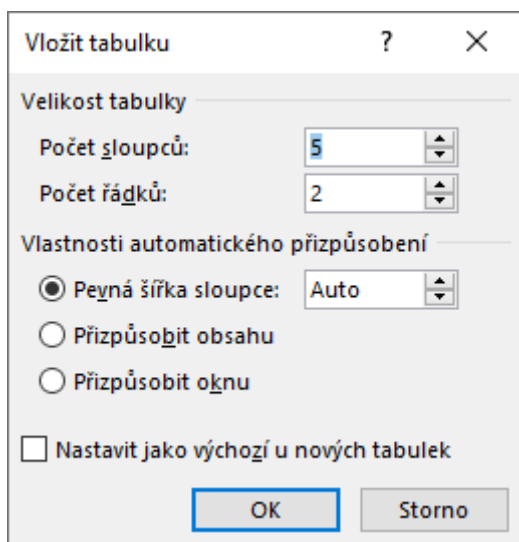 Vložit tabulku ?
Velikost tabulky
Počet sloupců: 5
Počet řádků: 2
Vlastnosti automatického přizpůsobení
Pevná šířka sloupce: Auto
Přizpůsobit obsahu
Přizpůsobit oknu
Nastavit jako výchozí u nových tabulek
OK Storno